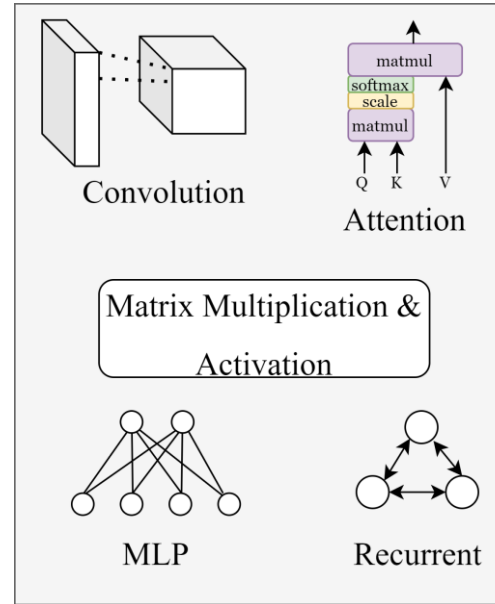 matmul
softmax
scale
matmul
Q K V
Convolution
Attention
Matrix Multiplication &
Activation
MLP
Recurrent